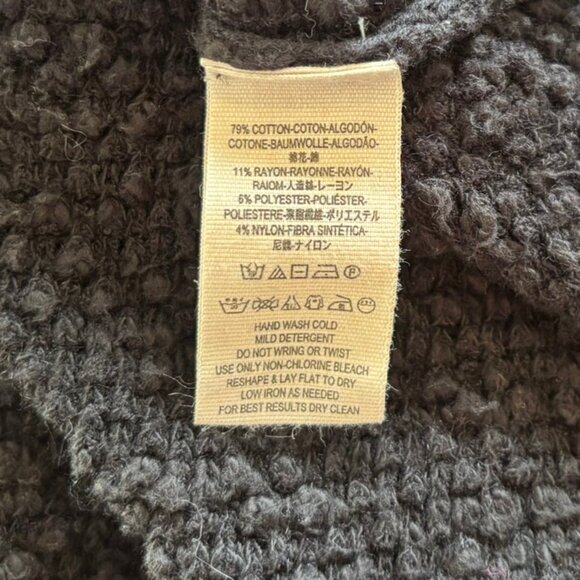 79% COTTON-COTON-ALGODÓN-
COTONE-BAUMWOLLE-ALGODÃO-
棉花-綿
11% RAYON-RAYONNE-RAYÓN-
RAIOM-人造絲-レーヨン
6% POLYESTER-POLIÉSTER-
POLIESTERE-聚酯纖維-ポリエステル
4% NYLON-FIBRA SINTÉTICA-
尼龍-ナイロン
HAND WASH COLD
MILD DETERGENT
DO NOT WRING OR TWIST
USE ONLY NON-CHLORINE BLEACH
RESHAPE & LAY FLAT TO DRY
LOW IRON AS NEEDED
FOR BEST RESULTS DRY CLEAN